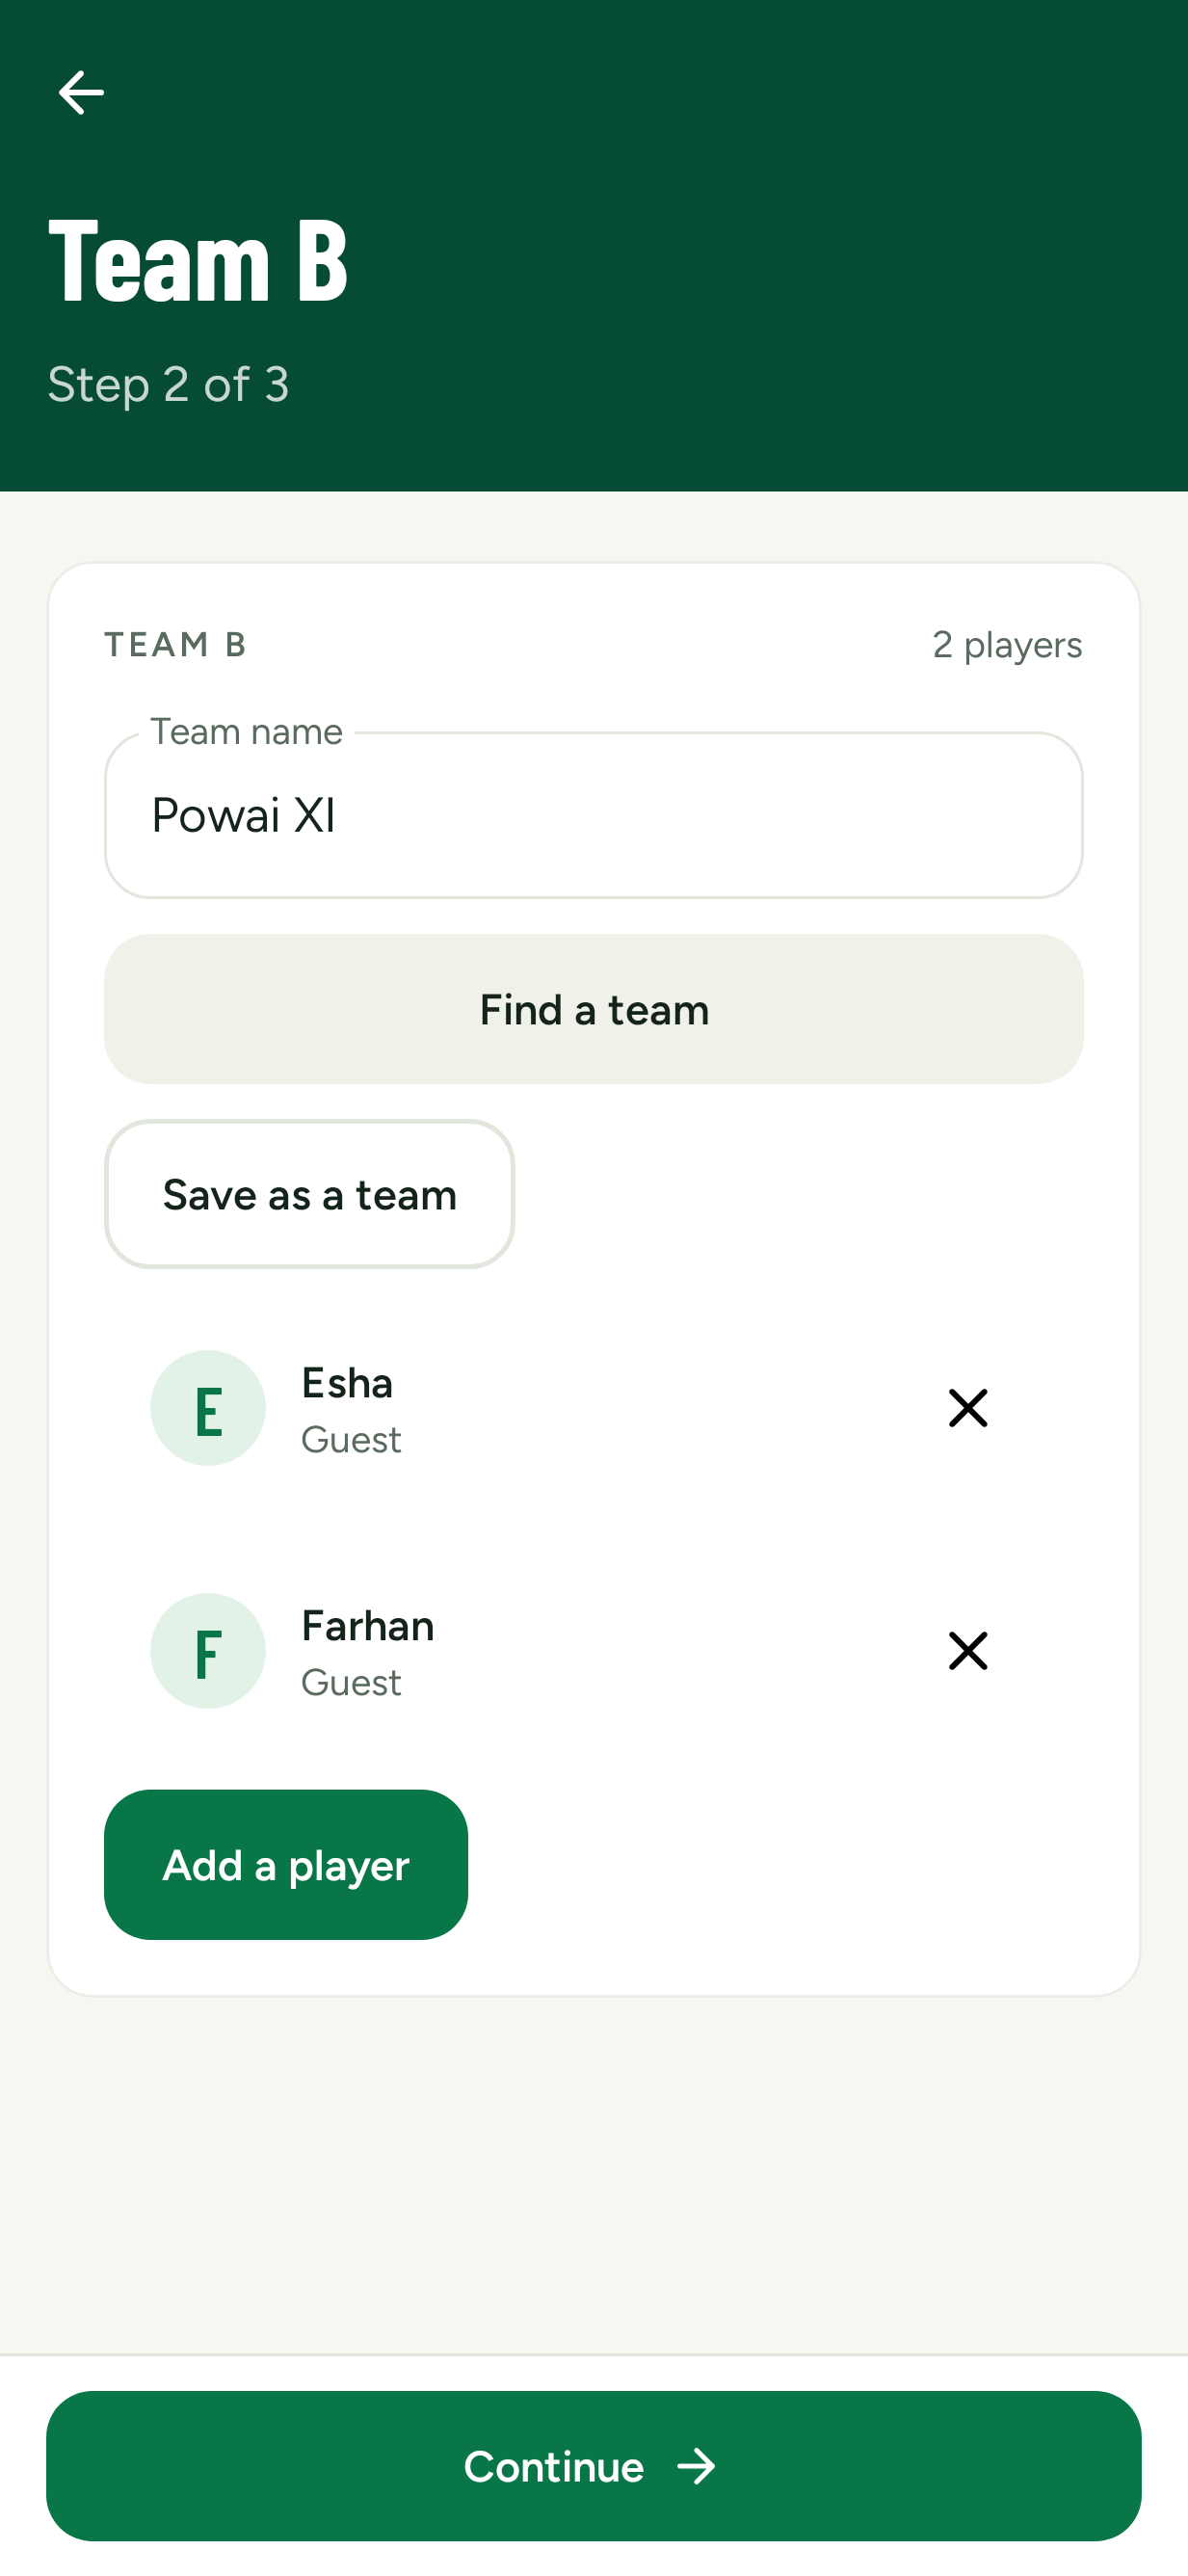 Team B
Step 2 of 3
TEAM B
2 players
Team name
Powai XI
Find a team
Save as a team
E
Esha
Guest
F
Farhan
Guest
Add a player
Continue